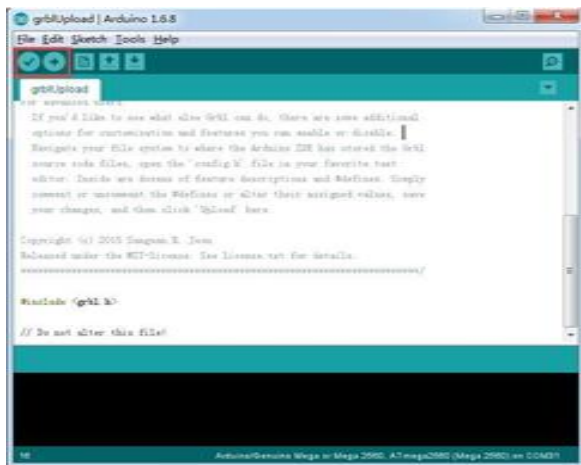 grblUpload | Arduino 1.6.8
File Edit Sketch Tools Help
grblUpload
For advanced users:
If you'd like to see what else Grbl can do, there are some additional
options for customization and features you can enable or disable.
Navigate your file system to where the Arduino IDE has stored the Grbl
source code files, open the 'config.h' file in your favorite text
editor. Inside are dozens of feature descriptions and #defines. Simply
comment or uncomment the #defines or alter their assigned values, save
your changes, and then click 'Upload' here.
Copyright (c) 2015 Sungeun K. Jeon
Released under the MIT-license. See license.txt for details.
***********************************************************************/
#include <grbl.h>
// Do not alter this file!
Arduino/Genuino Mega or Mega 2560, ATmega2560 (Mega 2560) on COM31